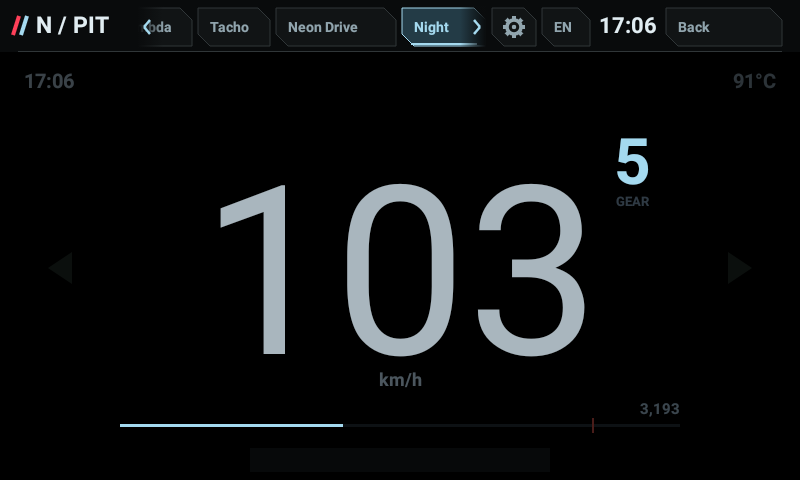 N / PIT
Tacho
Neon Drive
Night
EN
17:06
Back
17:06
91°C
5
GEAR
103
km/h
3,193